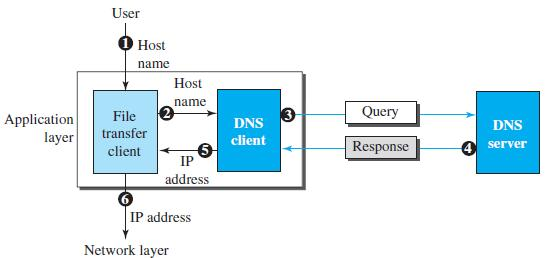 User
1 Host
name
Host
name
2
3
Application
layer
File
transfer
client
DNS
client
Query
Response
DNS
server
4
5
IP
address
6
IP address
Network layer